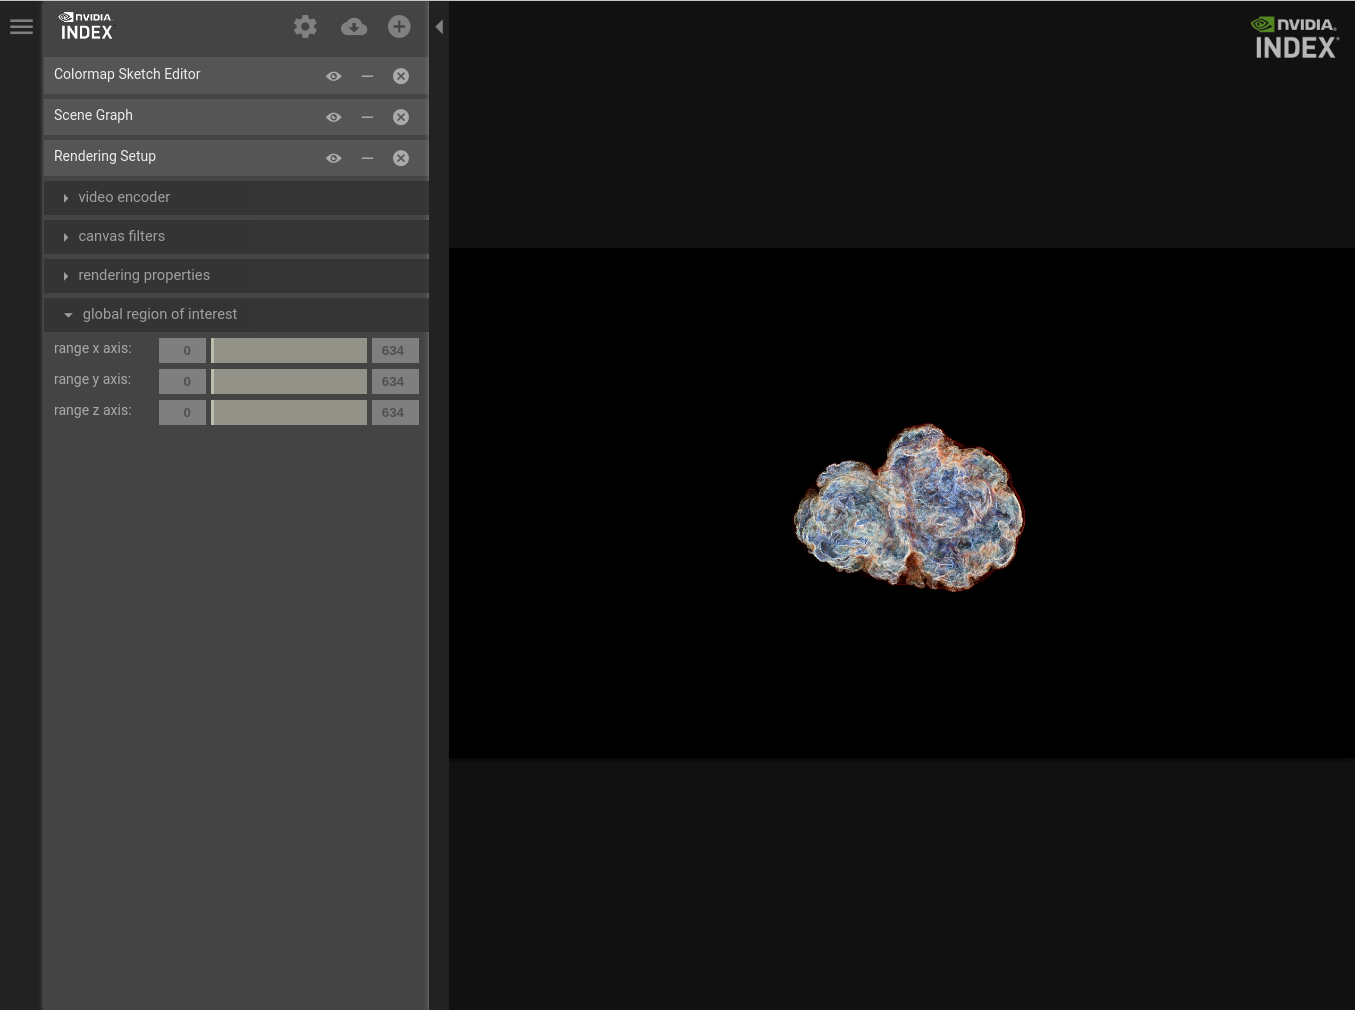 NVIDIA.
INDEX
NVIDIA.
INDEX
Colormap Sketch Editor
Scene Graph
Rendering Setup
video encoder
canvas filters
rendering properties
global region of interest
range x axis: 0 634
range y axis: 0 634
range z axis: 0 634